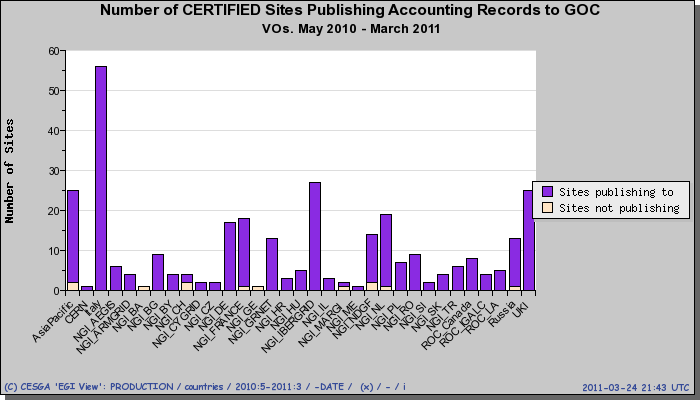 Number of CERTIFIED Sites Publishing Accounting Records to GOC
VOs. May 2010 - March 2011
Number of Sites
60
50
40
30
20
10
0
Sites publishing to
Sites not publishing
AsiaPacific
CERN
Italy
NGI_AEGIS
NGI_ARMGRID
NGI_BA
NGI_BG
NGI_BY
NGI_CH
NGI_CYGRID
NGI_CZ
NGI_DE
NGI_FRANCE
NGI_GE
NGI_GRNET
NGI_HR
NGI_HU
NGI_IBERGRID
NGI_IL
NGI_MARGI
NGI_ME
NGI_NDGF
NGI_NL
NGI_PL
NGI_RO
NGI_SI
NGI_SK
NGI_TR
ROC_Canada
ROC_IGALC
ROC_LA
Russia
UKI
(C) CESGA 'EGI View': PRODUCTION / countries / 2010:5-2011:3 / -DATE / (x) / - / i
2011-03-24 21:43 UTC